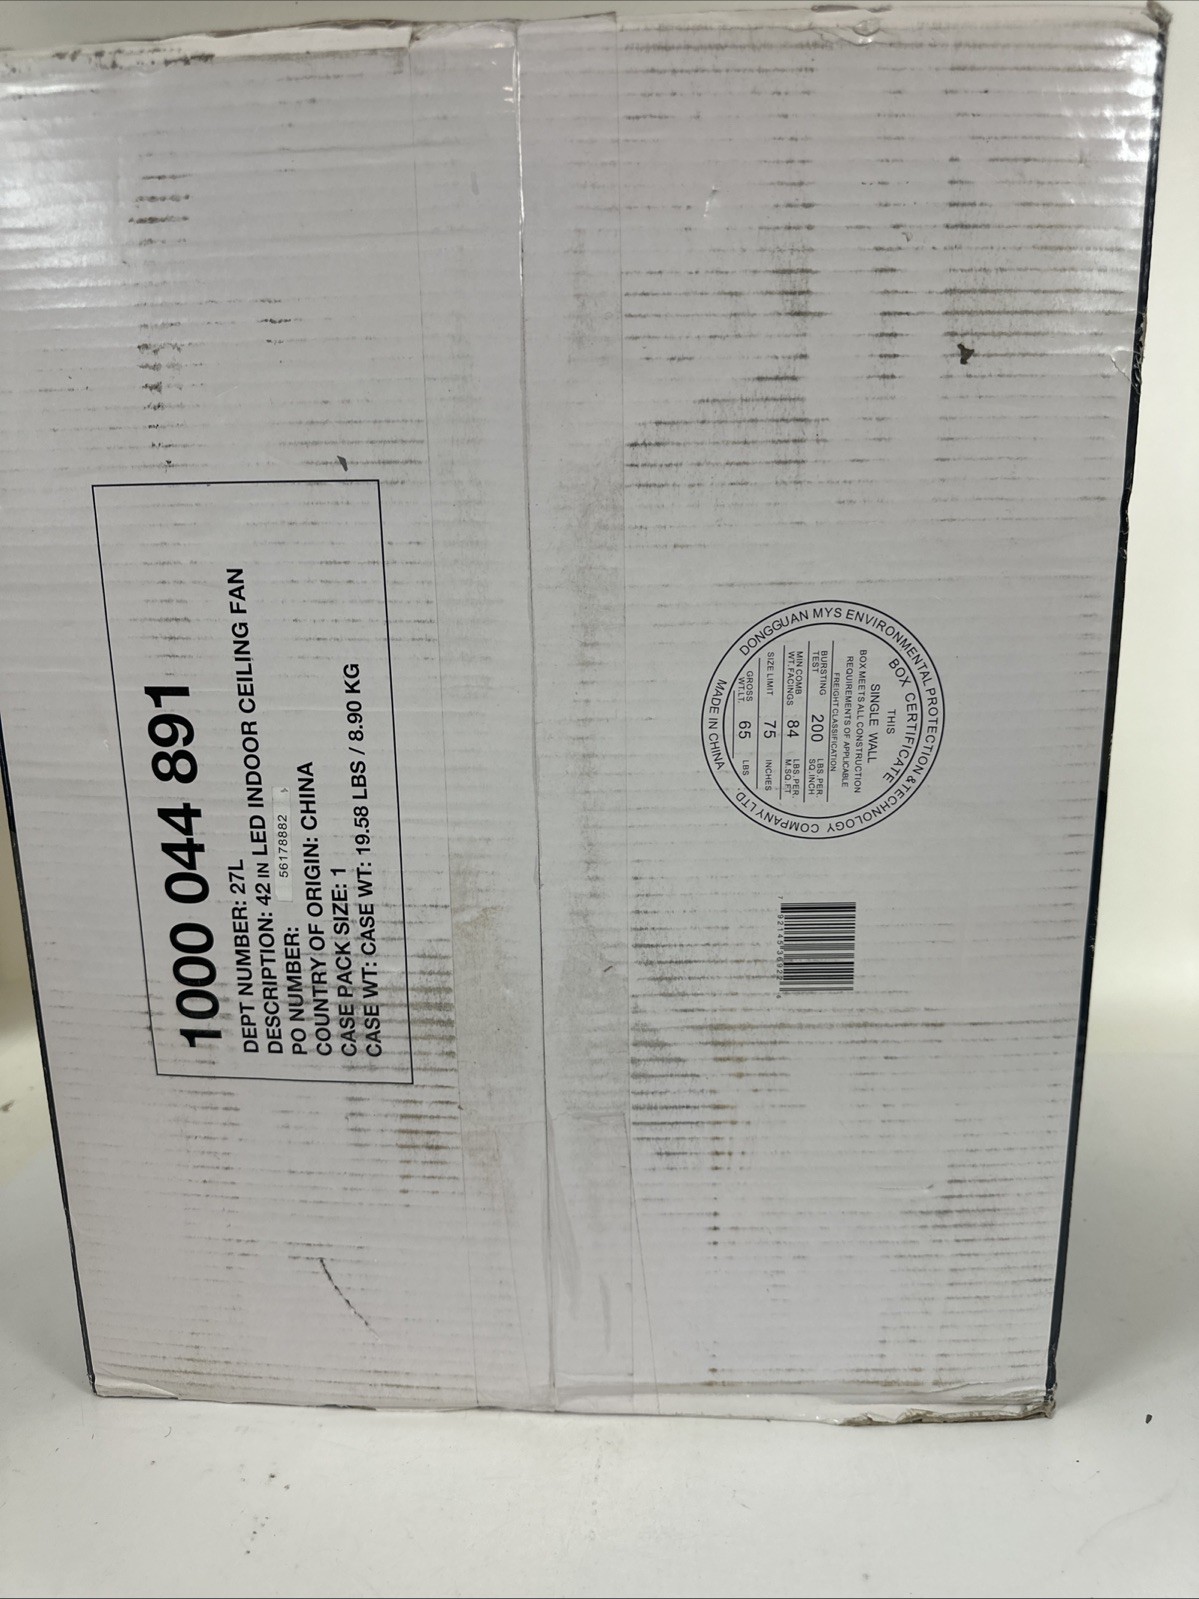 1000 044 891
DEPT NUMBER: 27L
DESCRIPTION: 42 IN LED INDOOR CEILING FAN
PO NUMBER:
56178882
COUNTRY OF ORIGIN: CHINA
CASE PACK SIZE: 1
CASE WT: CASE WT: 19.58 LBS / 8.90 KG
DONGGUAN MYS ENVIRONMENTAL PROTECTION & TECHNOLOGY COMPANY LTD.
BOX CERTIFICATE
THIS
SINGLE WALL
BOX MEETS ALL CONSTRUCTION
REQUIREMENTS OF APPLICABLE
FREIGHT CLASSIFICATION
BURSTING TEST 200 LBS.PER. SQ.INCH
MIN COMB WT.FACINGS 84 LBS.PER. M.SQ.FT
SIZE LIMIT 75 INCHES
GROSS WT.LT. 65 LBS
MADE IN CHINA
7 92145 36922 4